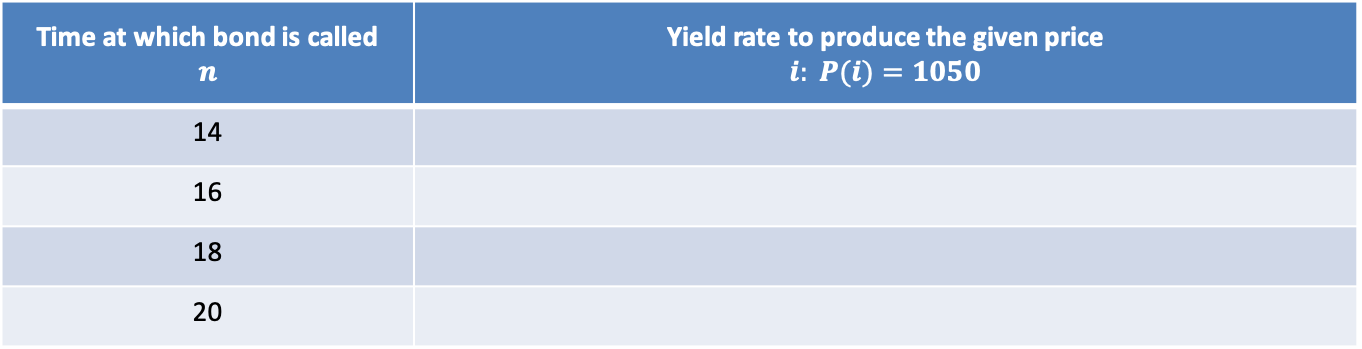 Time at which bond is called
n
Yield rate to produce the given price
i: P(i) = 1050
14
16
18
20